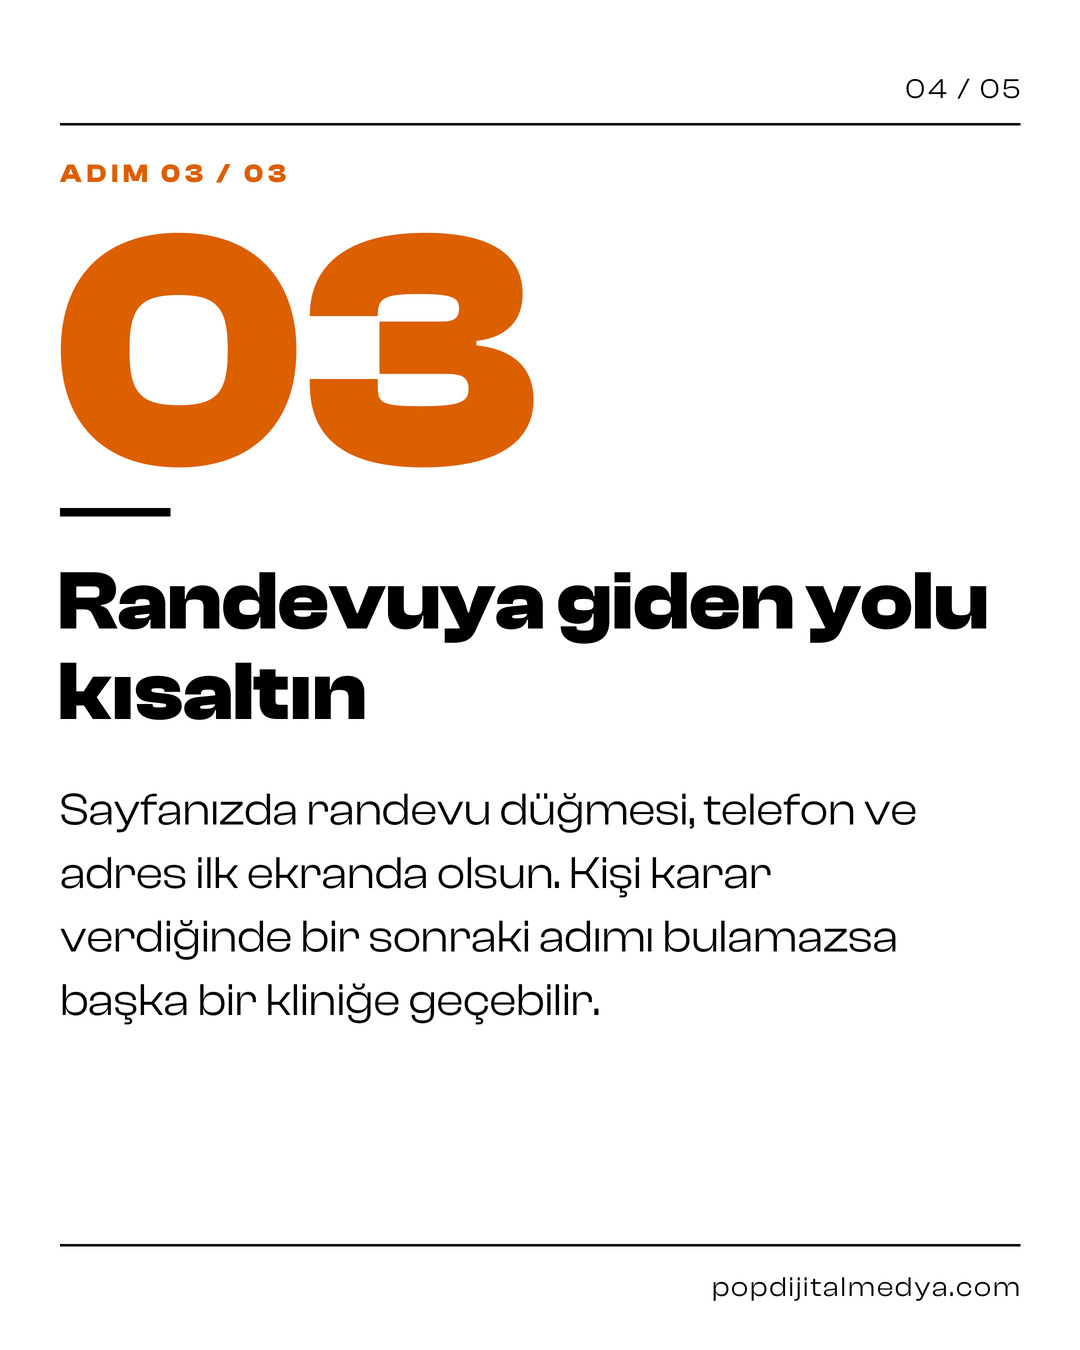 04 / 05
ADIM 03 / 03
03
Randevuya giden yolu
kısaltın
Sayfanızda randevu düğmesi, telefon ve
adres ilk ekranda olsun. Kişi karar
verdiğinde bir sonraki adımı bulamazsa
başka bir kliniğe geçebilir.
popdijitalmedya.com